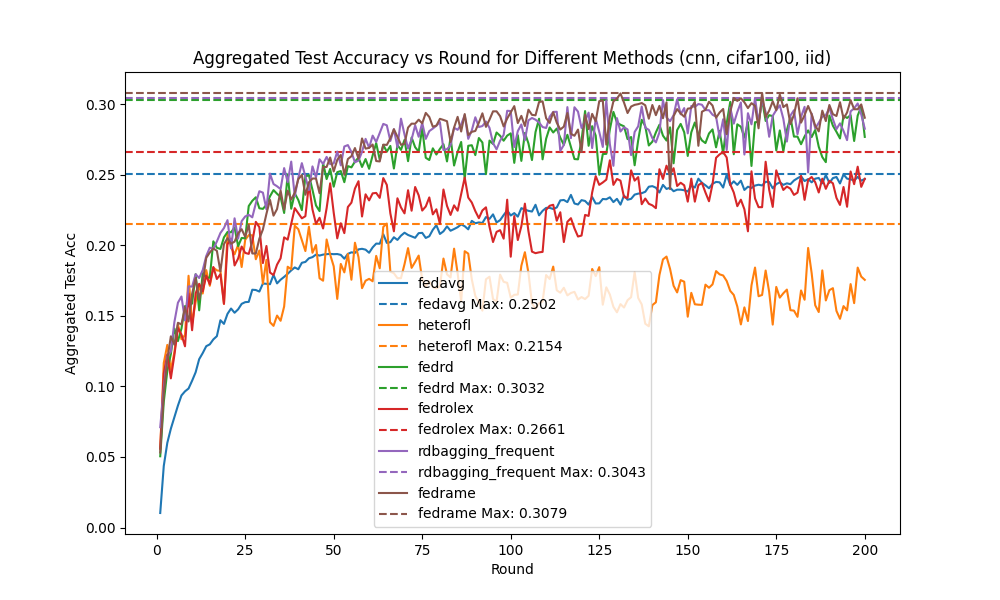 Aggregated Test Accuracy vs Round for Different Methods (cnn, cifar100, iid)
Aggregated Test Acc
0.30
0.25
0.20
0.15
0.10
0.05
0.00
fedavg
fedavg Max: 0.2502
heterofl
heterofl Max: 0.2154
fedrd
fedrd Max: 0.3032
fedrolex
fedrolex Max: 0.2661
rdbagging_frequent
rdbagging_frequent Max: 0.3043
fedrame
fedrame Max: 0.3079
0 25 50 75 100 125 150 175 200
Round